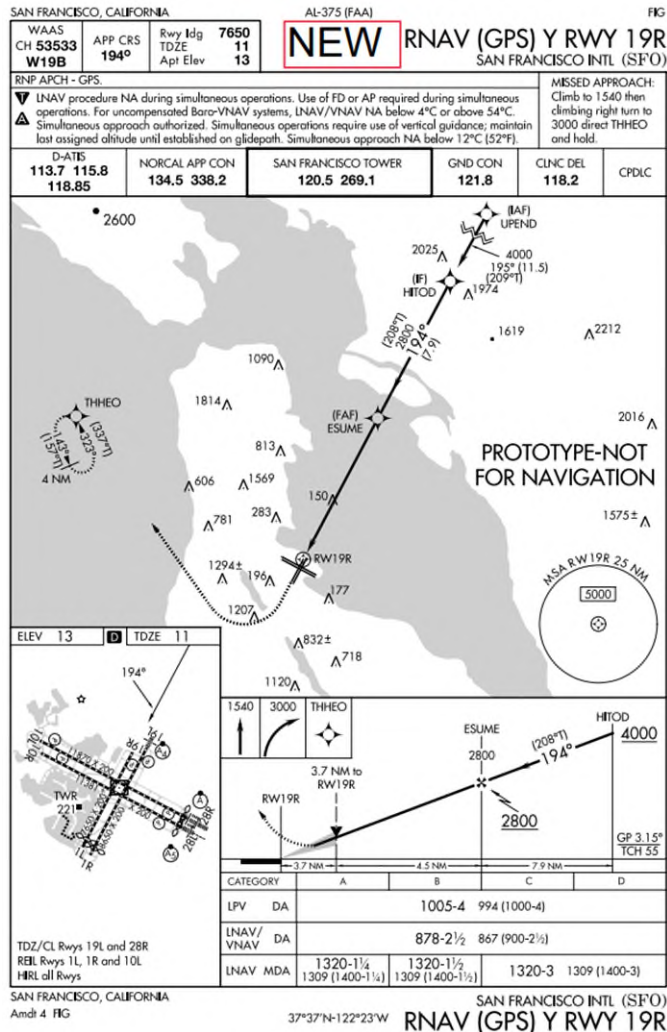 SAN FRANCISCO, CALIFORNIA
AL-375 (FAA)
FIG
WAAS
CH 53533
W19B
APP CRS
194°
Rwy ldg 7650
TDZE 11
Apt Elev 13
NEW
RNAV (GPS) Y RWY 19R
SAN FRANCISCO INTL (SFO)
RNP APCH - GPS.
T
A
LNAV procedure NA during simultaneous operations. Use of FD or AP required during simultaneous
operations. For uncompensated Baro-VNAV systems, LNAV/VNAV NA below 4°C or above 54°C.
Simultaneous approach authorized. Simultaneous operations require use of vertical guidance; maintain
last assigned altitude until established on glidepath. Simultaneous approach NA below 12°C (52°F).
MISSED APPROACH:
Climb to 1540 then
climbing right turn to
3000 direct THHEO
and hold.
D-ATIS
113.7 115.8
118.85
NORCAL APP CON
134.5 338.2
SAN FRANCISCO TOWER
120.5 269.1
GND CON
121.8
CLNC DEL
118.2
CPDLC
2600
(IAF)
UPEND
2025
4000
195° (11.5)
(209°T)
(IF)
HITOD
1974
1619
2212
(208°T)
2800
194°
(7.9)
1090
1814
THHEO
(FAF)
ESUME
2016
143°
(157°T)
323°
(337°T)
4 NM
813
PROTOTYPE-NOT
FOR NAVIGATION
606
1569
150
781
283
1575±
RW19R
1294±
196
1207
177
MSA RW19R 25 NM
5000
832±
718
1120
ELEV 13
D
TDZE 11
194°
10L
10R
19L
19R
11870 X 200
TWR
221
28R
28L
1L
1R
A
A5
TDZ/CL Rwys 19L and 28R
REIL Rwys 1L, 1R and 10L
HIRL all Rwys
1540
3000
THHEO
ESUME
HITOD
2800
(208°T)
194°
4000
3.7 NM to
RW19R
RW19R
2800
GP 3.15°
TCH 55
3.7 NM
4.5 NM
7.9 NM
CATEGORY
A
B
C
D
LPV DA
1005-4 994 (1000-4)
LNAV/
VNAV DA
878-2½ 867 (900-2½)
LNAV MDA
1320-1¼
1309 (1400-1¼)
1320-1½
1309 (1400-1½)
1320-3 1309 (1400-3)
SAN FRANCISCO, CALIFORNIA
Amdt 4 FIG
37°37'N-122°23'W
SAN FRANCISCO INTL (SFO)
RNAV (GPS) Y RWY 19R